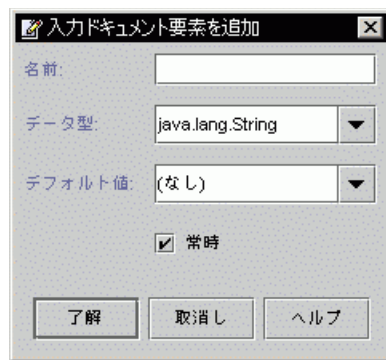 入力ドキュメント要素を追加
名前:
データ型: java.lang.String
デフォルト値: (なし)
常時
了解 取消し ヘルプ